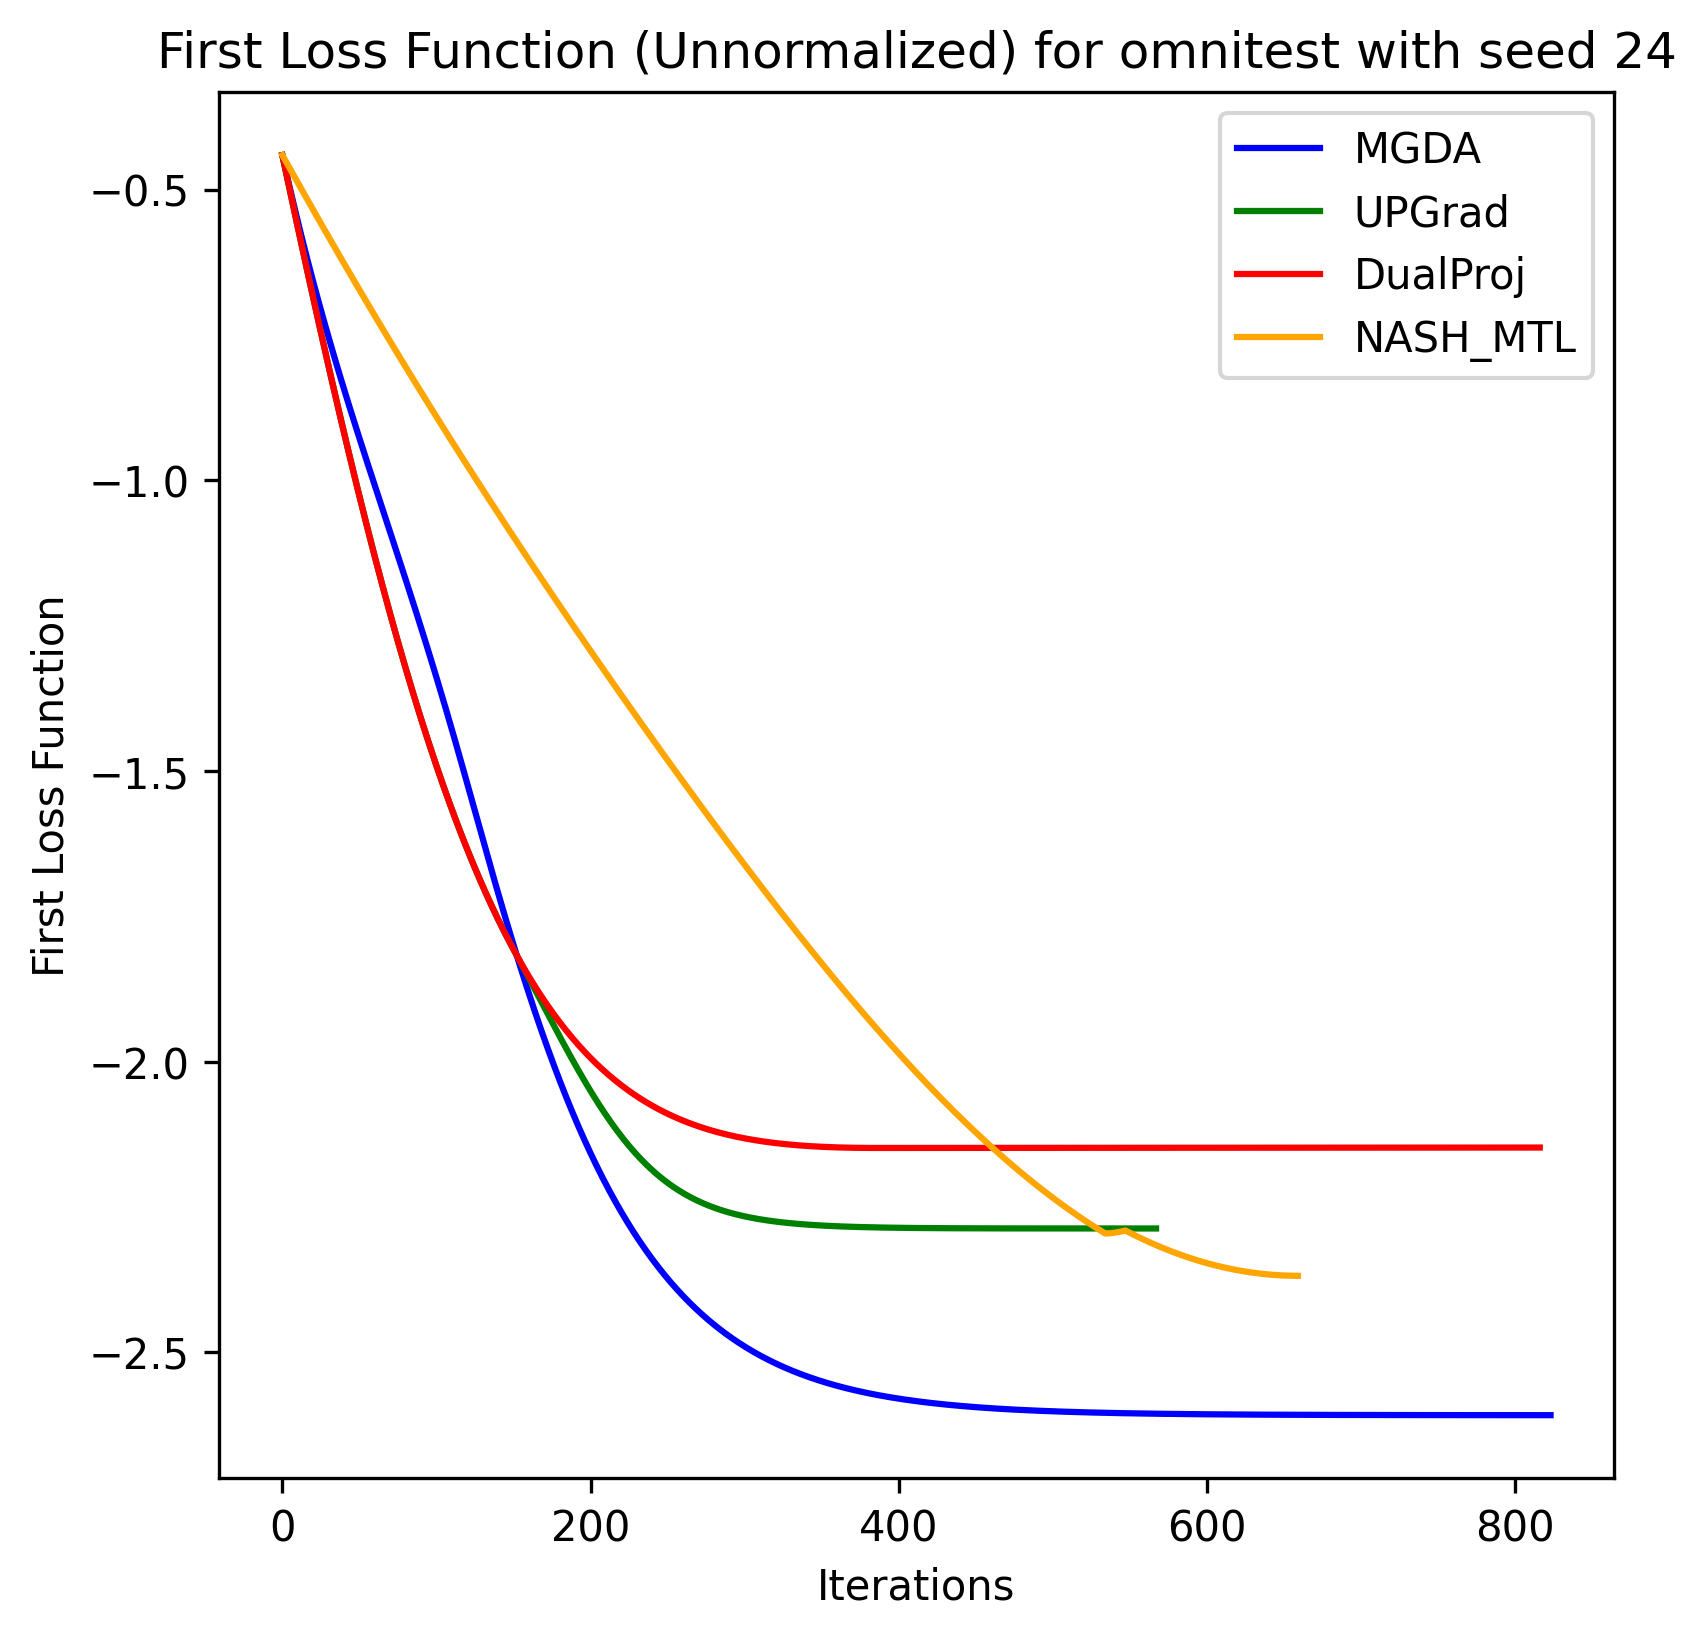 First Loss Function (Unnormalized) for omnitest with seed 24
MGDA
UPGrad
DualProj
NASH_MTL
First Loss Function
−0.5
−1.0
−1.5
−2.0
−2.5
0
200
400
600
800
Iterations